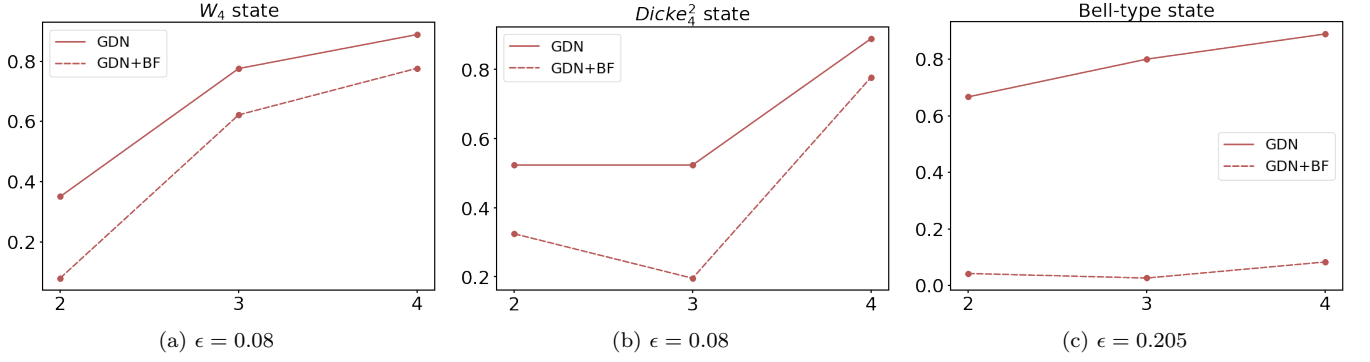 W₄ state
GDN
GDN+BF
0.8
0.6
0.4
0.2
2 3 4
(a) ϵ = 0.08
Dicke₄² state
GDN
GDN+BF
0.8
0.6
0.4
0.2
2 3 4
(b) ϵ = 0.08
Bell-type state
GDN
GDN+BF
0.8
0.6
0.4
0.2
0.0
2 3 4
(c) ϵ = 0.205